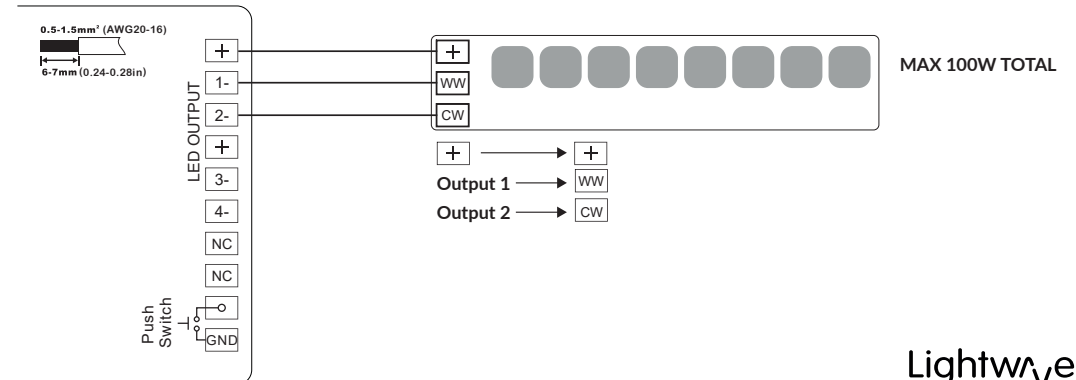 0.5-1.5mm² (AWG20-16)
6-7mm (0.24-0.28in)
LED OUTPUT
+
1-
2-
+
3-
4-
NC
NC
Push
Switch
GND
+
WW
CW
MAX 100W TOTAL
+ +
Output 1 WW
Output 2 CW
Lightwave